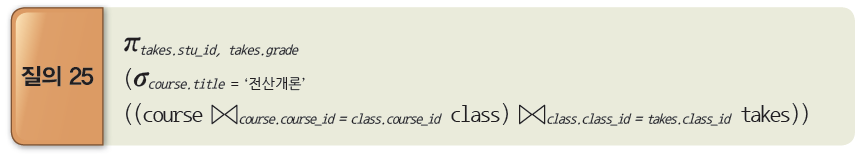 질의 25
π takes.stu_id, takes.grade
(σ course.title = ‘전산개론’
((course ⋈ course.course_id = class.course_id class) ⋈ class.class_id = takes.class_id takes))